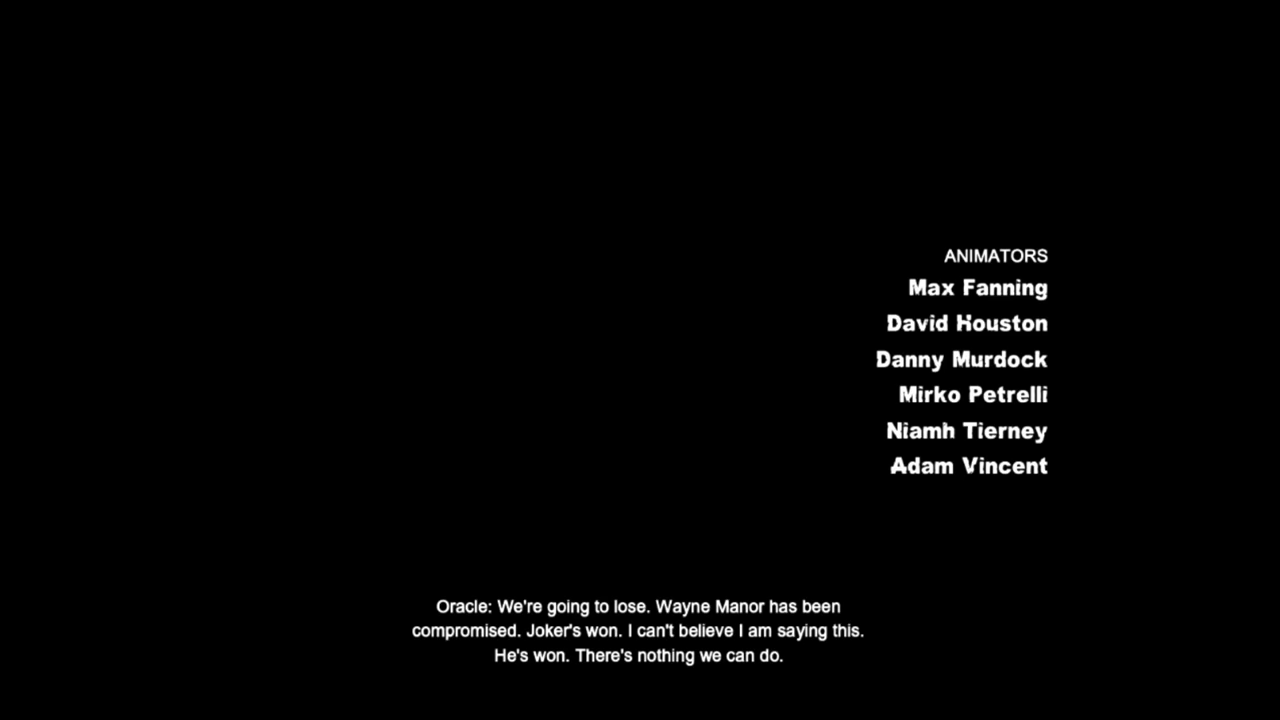 ANIMATORS
Max Fanning
David Houston
Danny Murdock
Mirko Petrelli
Niamh Tierney
Adam Vincent
Oracle: We're going to lose. Wayne Manor has been
compromised. Joker's won. I can't believe I am saying this.
He's won. There's nothing we can do.